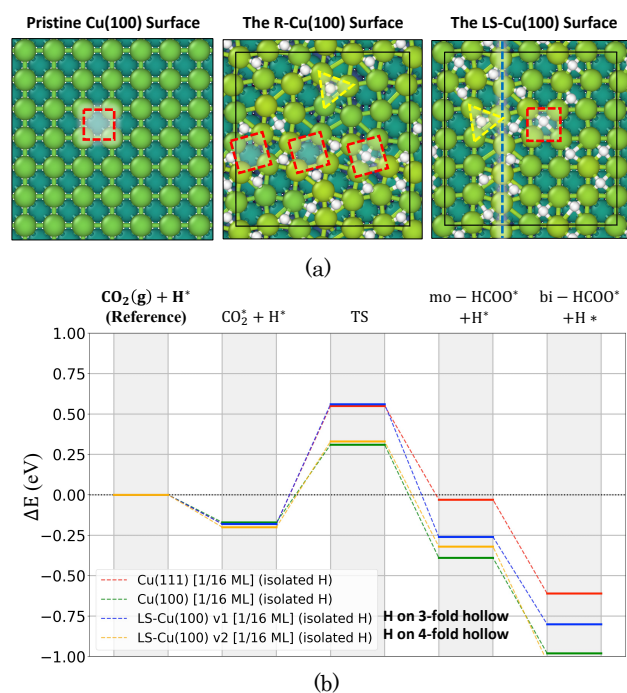 Pristine Cu(100) Surface
The R-Cu(100) Surface
The LS-Cu(100) Surface
(a)
CO₂(g) + H*
(Reference)
CO₂* + H*
TS
mo − HCOO*
+H*
bi − HCOO*
+H ∗
ΔE (eV)
1.00
0.75
0.50
0.25
0.00
−0.25
−0.50
−0.75
−1.00
Cu(111) [1/16 ML] (isolated H)
Cu(100) [1/16 ML] (isolated H)
LS-Cu(100) v1 [1/16 ML] (isolated H) H on 3-fold hollow
LS-Cu(100) v2 [1/16 ML] (isolated H) H on 4-fold hollow
(b)